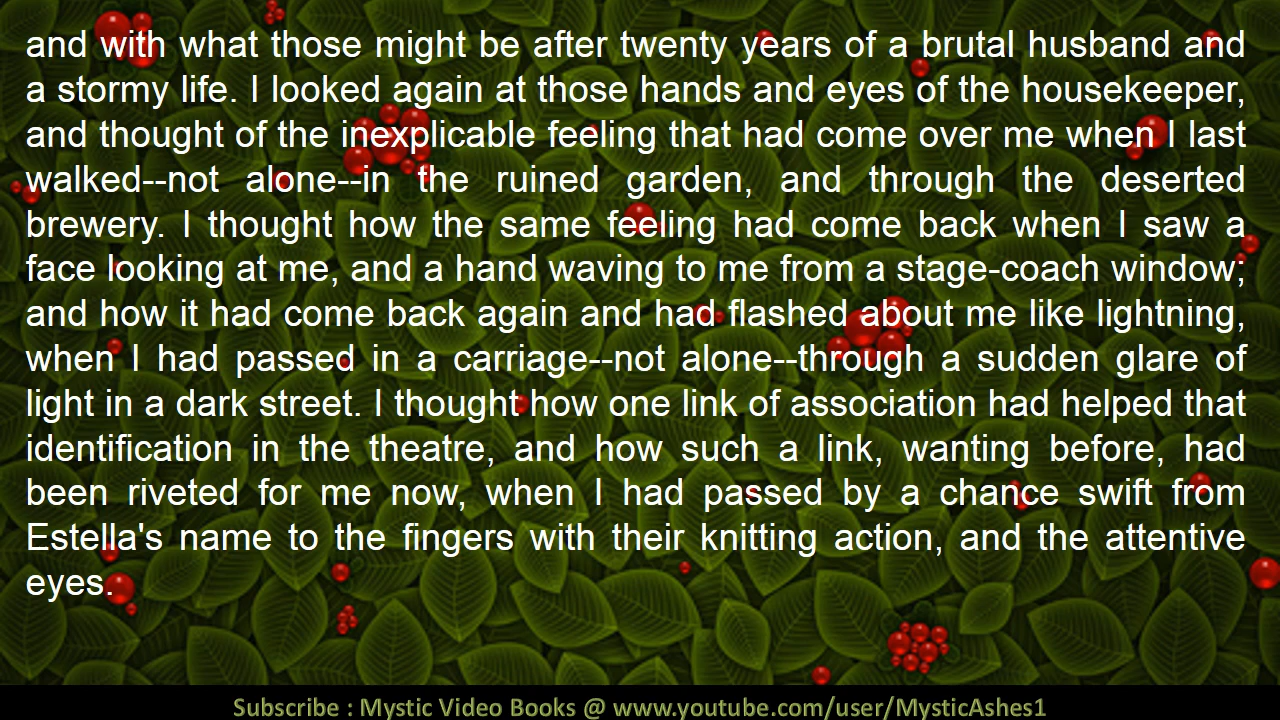 and with what those might be after twenty years of a brutal husband and
a stormy life. I looked again at those hands and eyes of the housekeeper,
and thought of the inexplicable feeling that had come over me when I last
walked--not alone--in the ruined garden, and through the deserted
brewery. I thought how the same feeling had come back when I saw a
face looking at me, and a hand waving to me from a stage-coach window;
and how it had come back again and had flashed about me like lightning,
when I had passed in a carriage--not alone--through a sudden glare of
light in a dark street. I thought how one link of association had helped that
identification in the theatre, and how such a link, wanting before, had
been riveted for me now, when I had passed by a chance swift from
Estella's name to the fingers with their knitting action, and the attentive
eyes.
Subscribe : Mystic Video Books @ www.youtube.com/user/MysticAshes1